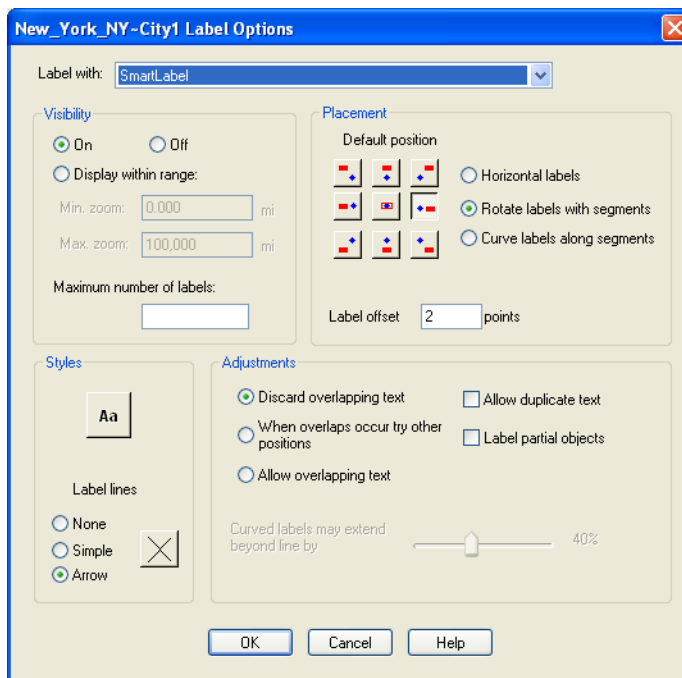 New_York_NY~City1 Label Options
Label with: SmartLabel
Visibility
On Off
Display within range:
Min. zoom: 0.000 mi
Max. zoom: 100,000 mi
Maximum number of labels:
Placement
Default position
Horizontal labels
Rotate labels with segments
Curve labels along segments
Label offset 2 points
Styles
Aa
Label lines
None
Simple
Arrow
Adjustments
Discard overlapping text
When overlaps occur try other
positions
Allow overlapping text
Allow duplicate text
Label partial objects
Curved labels may extend
beyond line by
40%
OK Cancel Help